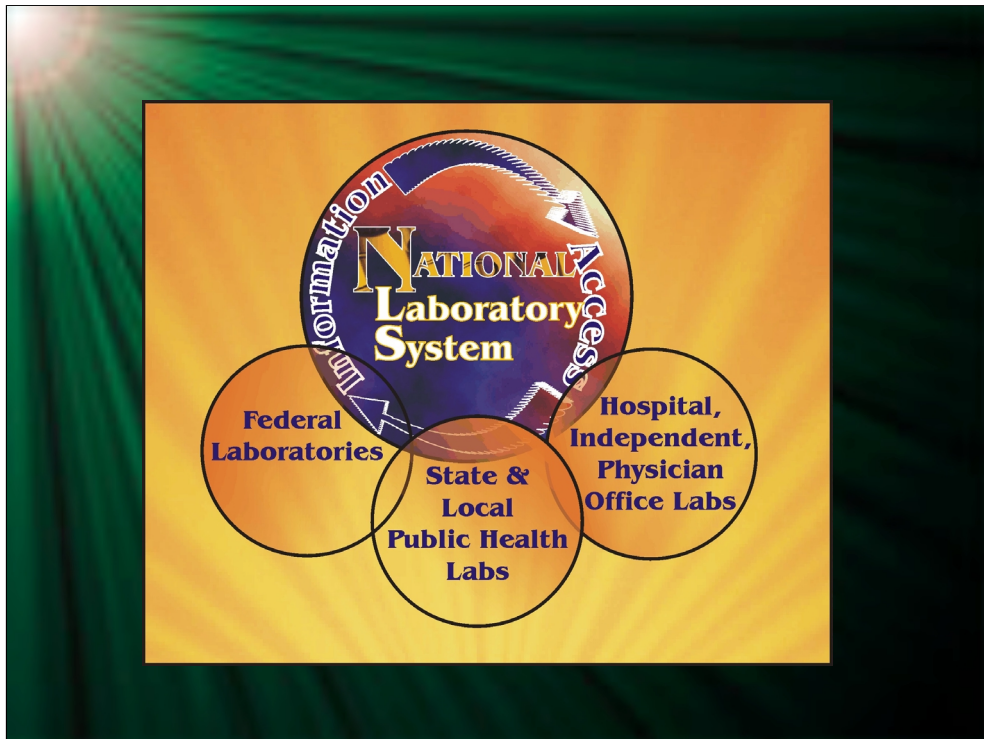 Information
Access
NATIONAL
Laboratory
System
Federal
Laboratories
State &
Local
Public Health
Labs
Hospital,
Independent,
Physician
Office Labs